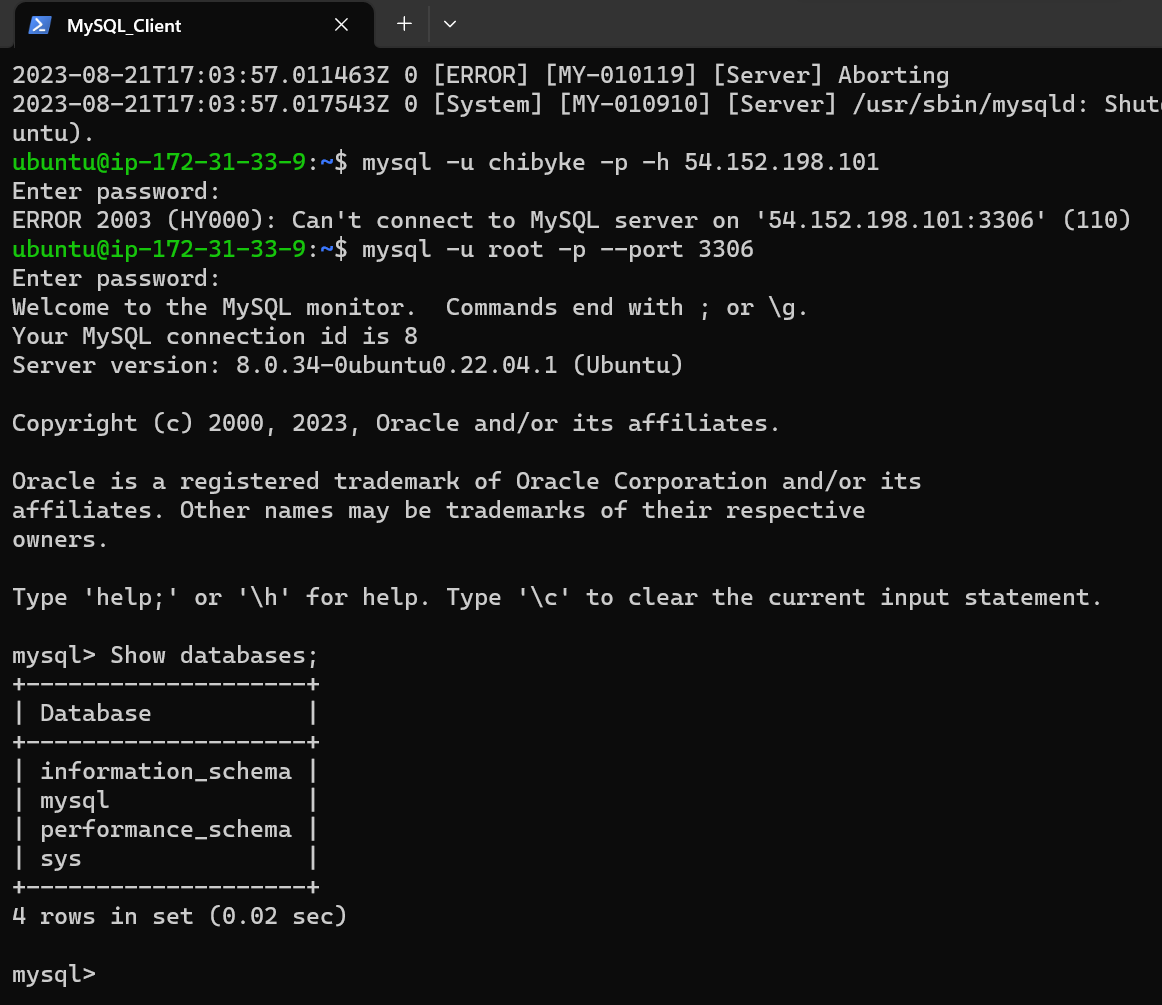 MySQL_Client
2023-08-21T17:03:57.011463Z 0 [ERROR] [MY-010119] [Server] Aborting
2023-08-21T17:03:57.017543Z 0 [System] [MY-010910] [Server] /usr/sbin/mysqld: Shut
untu).
ubuntu@ip-172-31-33-9:~$ mysql -u chibyke -p -h 54.152.198.101
Enter password:
ERROR 2003 (HY000): Can't connect to MySQL server on '54.152.198.101:3306' (110)
ubuntu@ip-172-31-33-9:~$ mysql -u root -p --port 3306
Enter password:
Welcome to the MySQL monitor.  Commands end with ; or \g.
Your MySQL connection id is 8
Server version: 8.0.34-0ubuntu0.22.04.1 (Ubuntu)

Copyright (c) 2000, 2023, Oracle and/or its affiliates.

Oracle is a registered trademark of Oracle Corporation and/or its
affiliates. Other names may be trademarks of their respective
owners.

Type 'help;' or '\h' for help. Type '\c' to clear the current input statement.

mysql> Show databases;
+--------------------+
| Database           |
+--------------------+
| information_schema |
| mysql              |
| performance_schema |
| sys                |
+--------------------+
4 rows in set (0.02 sec)

mysql>